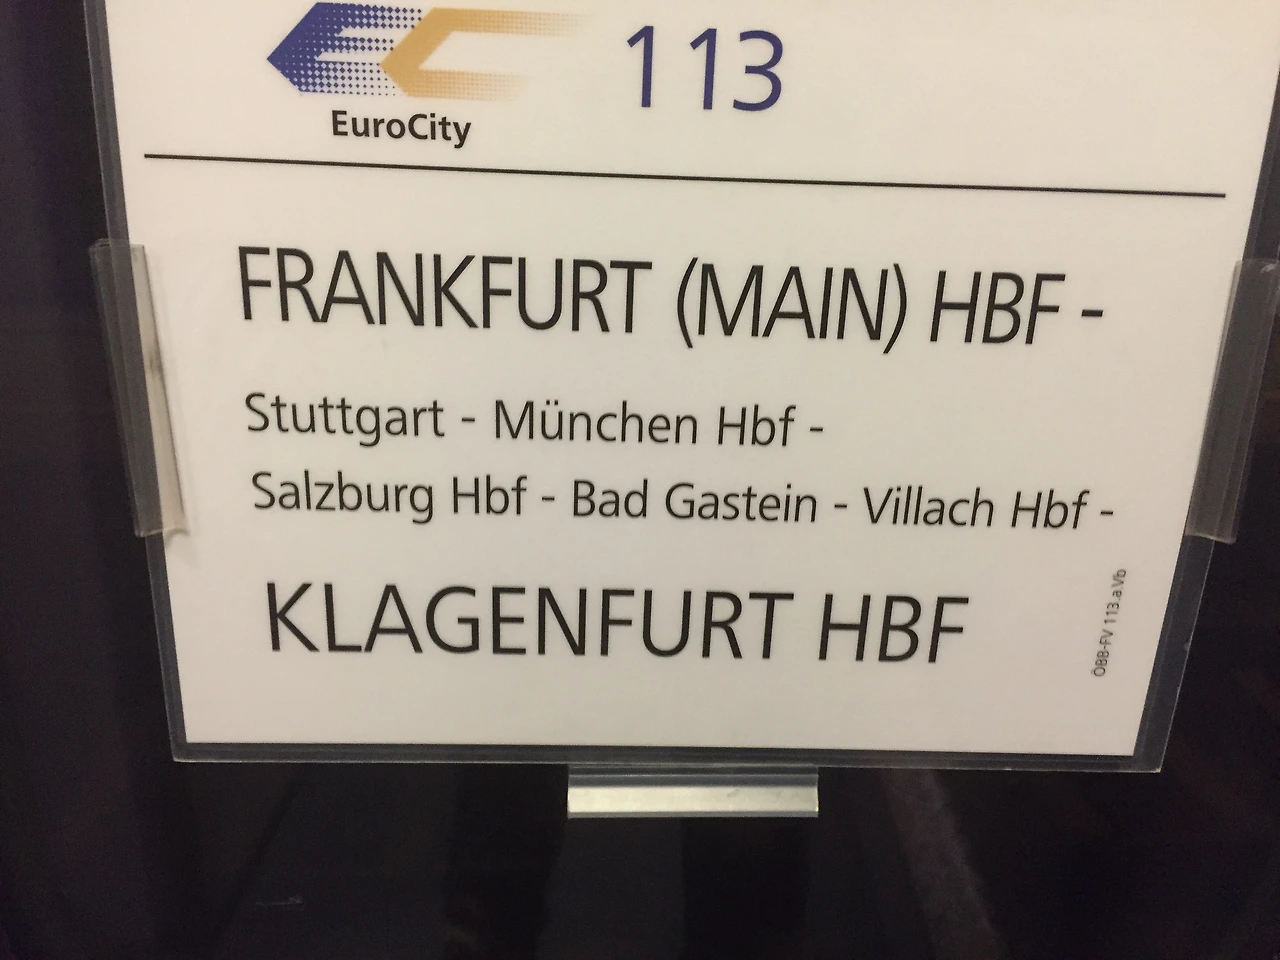 EC 113
EuroCity
FRANKFURT (MAIN) HBF -
Stuttgart - München Hbf -
Salzburg Hbf - Bad Gastein - Villach Hbf -
KLAGENFURT HBF
ÖBB-FV 113.a.Vb